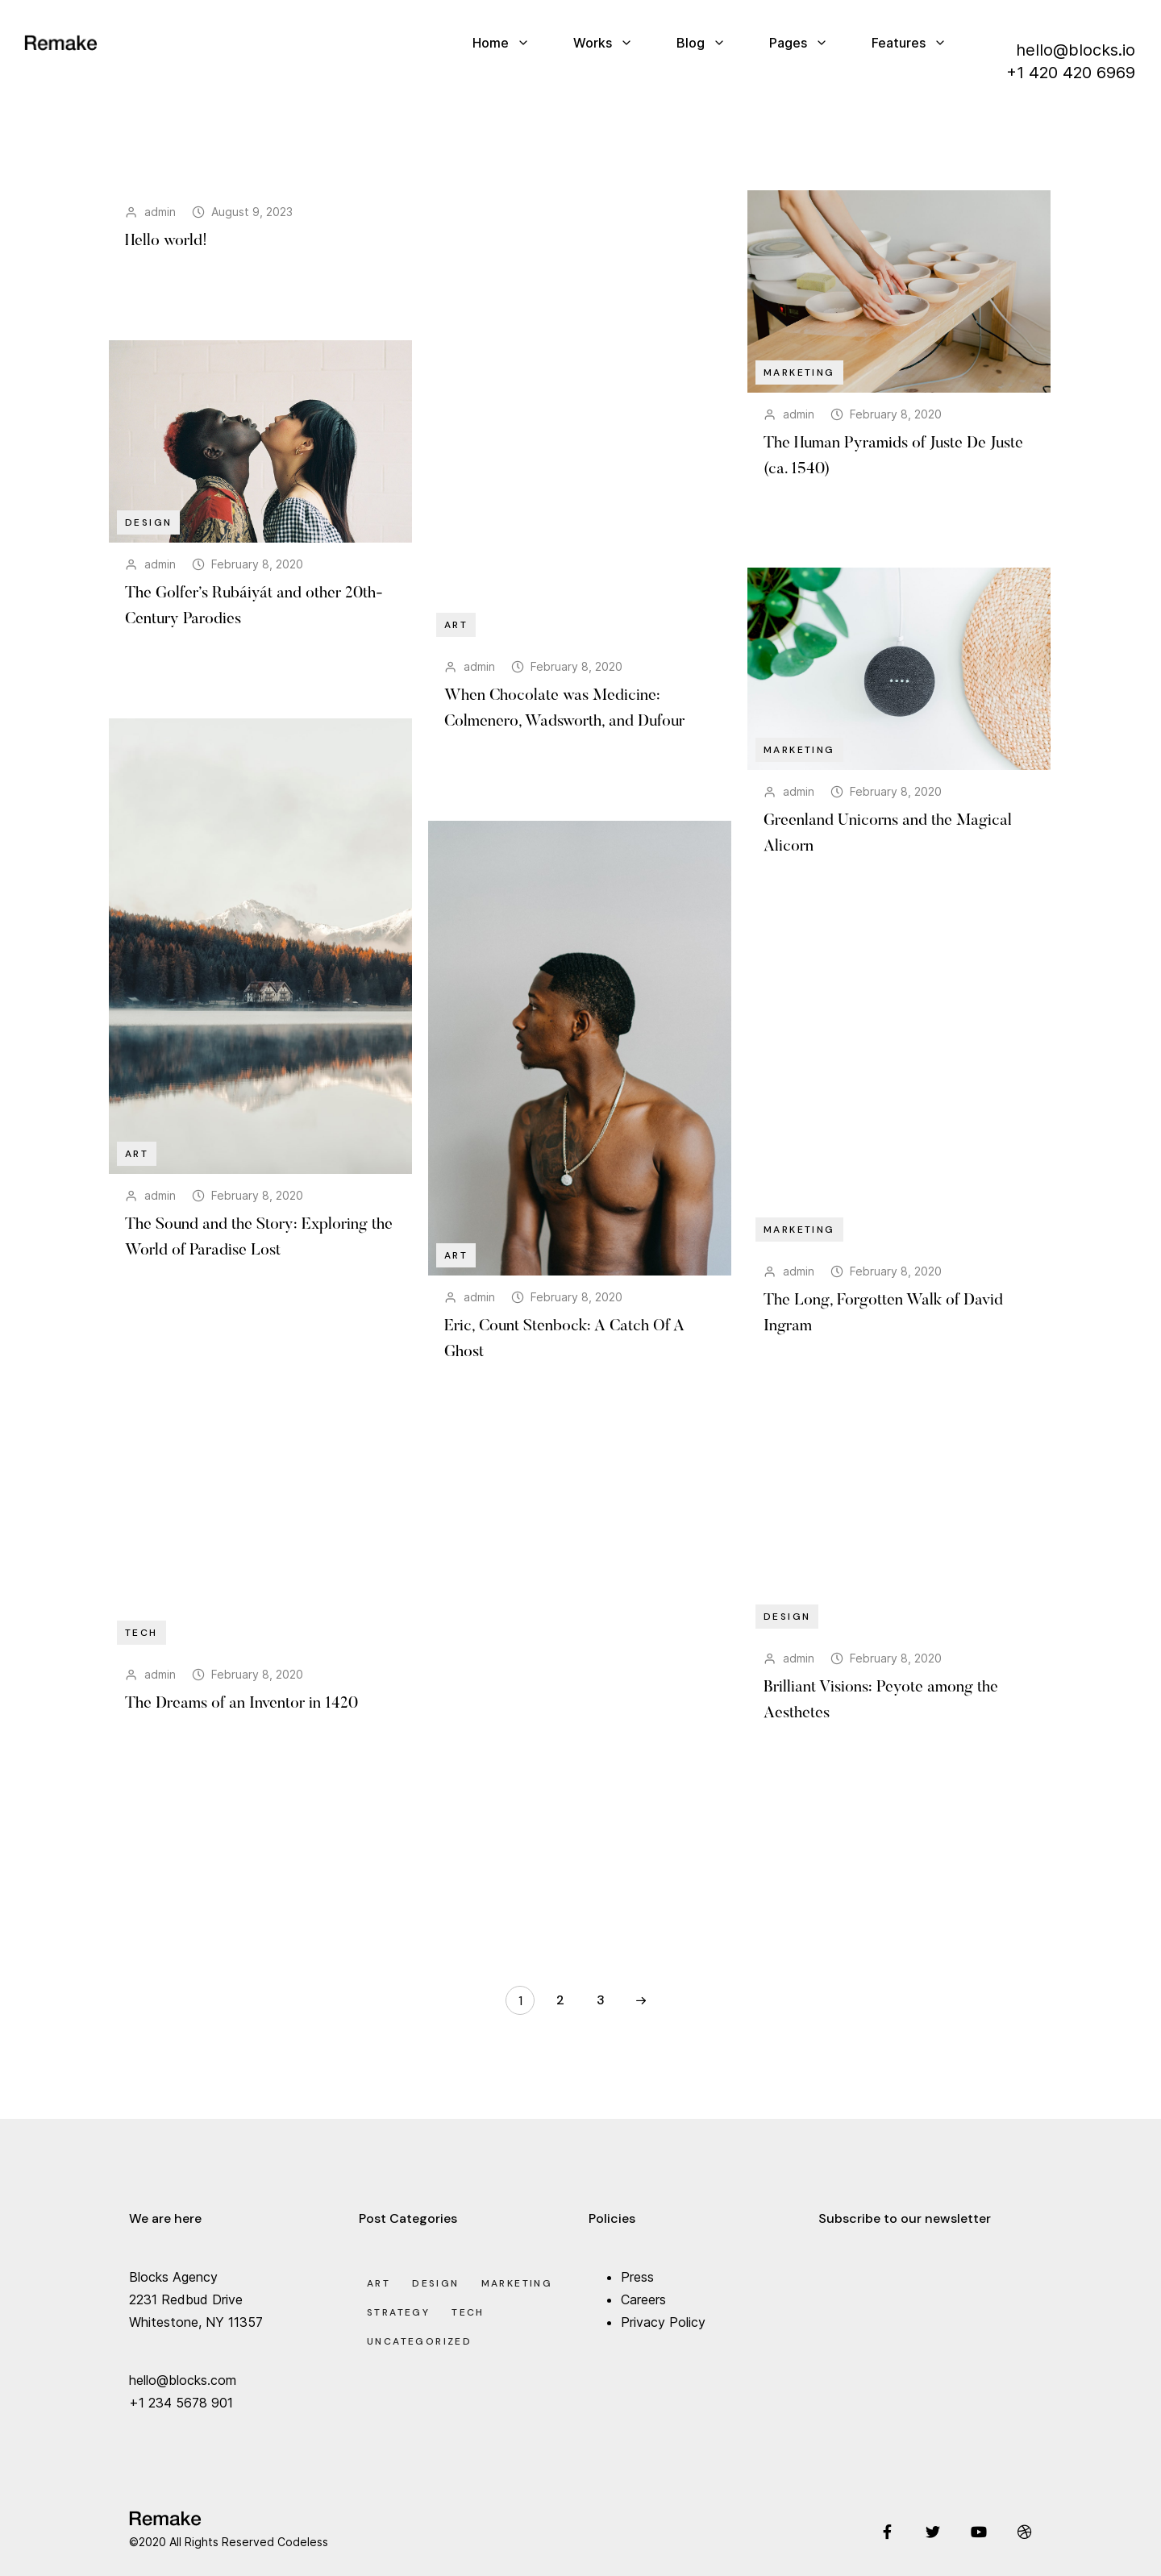 Remake
Home
Works
Blog
Pages
Features
hello@blocks.io
+1 420 420 6969
admin August 9, 2023
Hello world!
DESIGN
admin February 8, 2020
The Golfer’s Rubáiyát and other 20th-
Century Parodies
ART
admin February 8, 2020
The Sound and the Story: Exploring the
World of Paradise Lost
TECH
admin February 8, 2020
The Dreams of an Inventor in 1420
ART
admin February 8, 2020
When Chocolate was Medicine:
Colmenero, Wadsworth, and Dufour
ART
admin February 8, 2020
Eric, Count Stenbock: A Catch Of A
Ghost
MARKETING
admin February 8, 2020
The Human Pyramids of Juste De Juste
(ca. 1540)
MARKETING
admin February 8, 2020
Greenland Unicorns and the Magical
Alicorn
MARKETING
admin February 8, 2020
The Long, Forgotten Walk of David
Ingram
DESIGN
admin February 8, 2020
Brilliant Visions: Peyote among the
Aesthetes
1 2 3
We are here
Blocks Agency
2231 Redbud Drive
Whitestone, NY 11357
hello@blocks.com
+1 234 5678 901
Post Categories
ART DESIGN MARKETING
STRATEGY TECH
UNCATEGORIZED
Policies
Press
Careers
Privacy Policy
Subscribe to our newsletter
Remake
©2020 All Rights Reserved Codeless